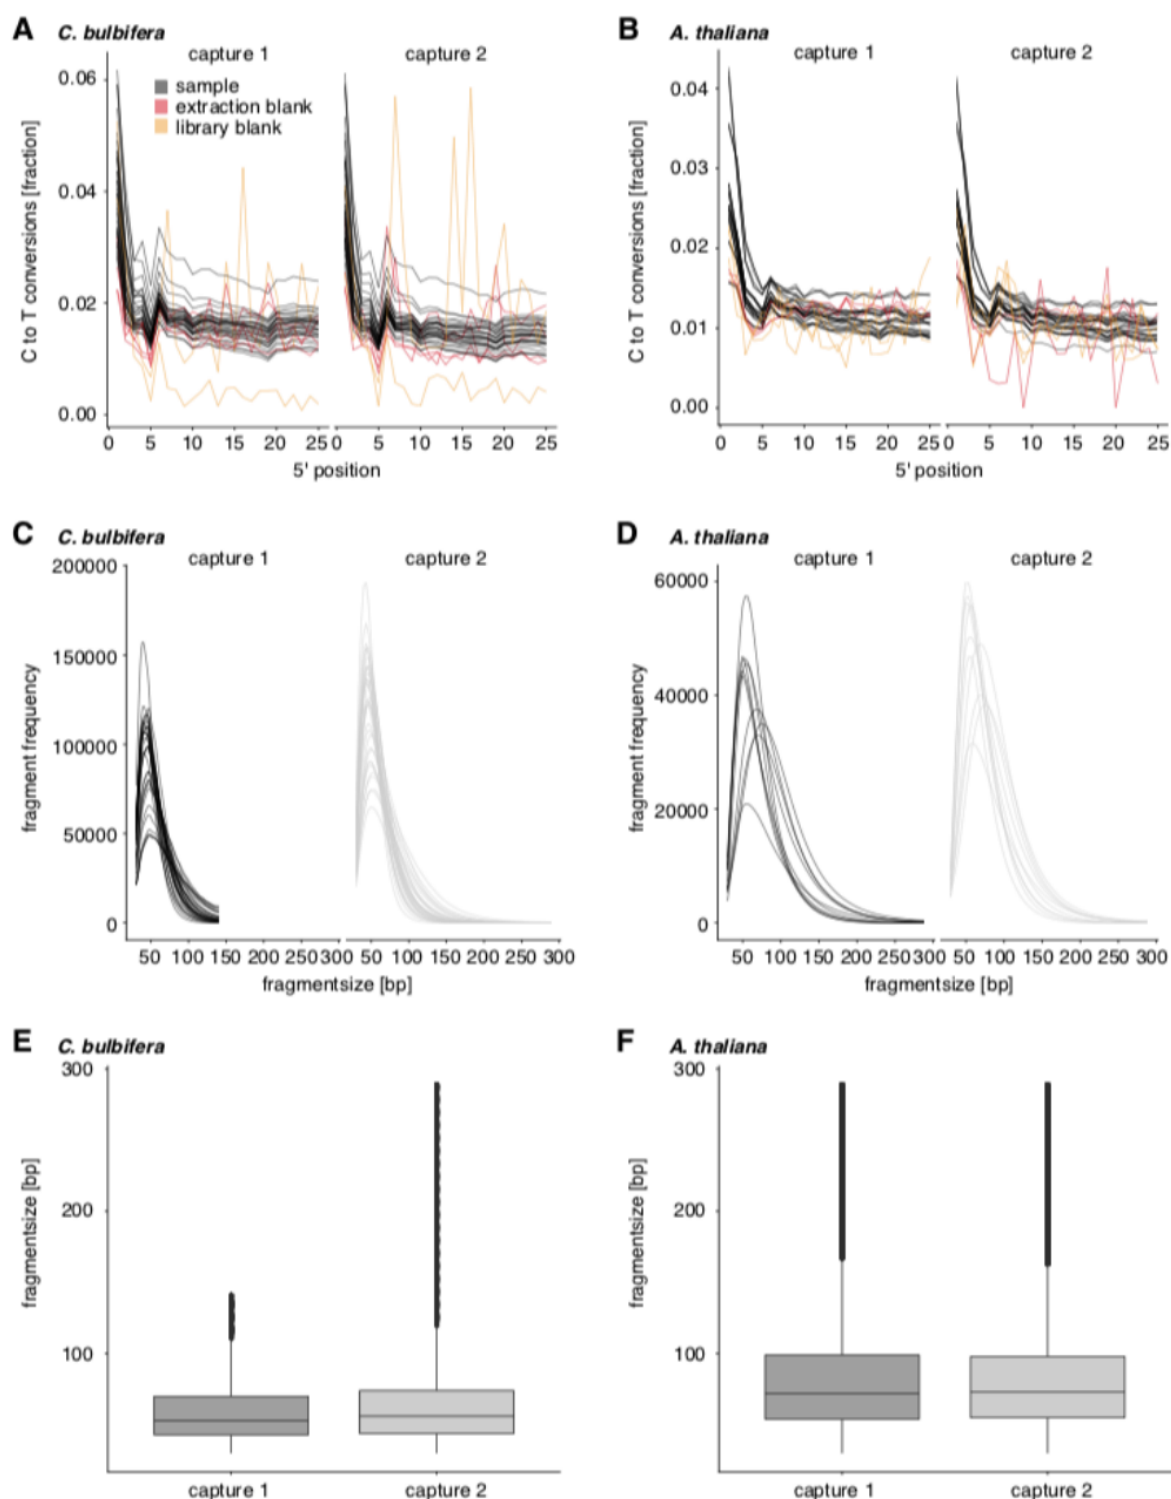 A C. bulbifera
capture 1 capture 2
sample
extraction blank
library blank
C to T conversions [fraction]
0.06
0.04
0.02
0.00
0 5 10 15 20 25 0 5 10 15 20 25
5' position
B A. thaliana
capture 1 capture 2
C to T conversions [fraction]
0.04
0.03
0.02
0.01
0.00
0 5 10 15 20 25 0 5 10 15 20 25
5' position
C C. bulbifera
capture 1 capture 2
fragment frequency
200000
150000
100000
50000
0
50 100 150 200 250 300 50 100 150 200 250 300
fragmentsize [bp]
D A. thaliana
capture 1 capture 2
fragment frequency
60000
40000
20000
0
50 100 150 200 250 300 50 100 150 200 250 300
fragmentsize [bp]
E C. bulbifera
fragmentsize [bp]
300
200
100
capture 1 capture 2
F A. thaliana
fragmentsize [bp]
300
200
100
capture 1 capture 2